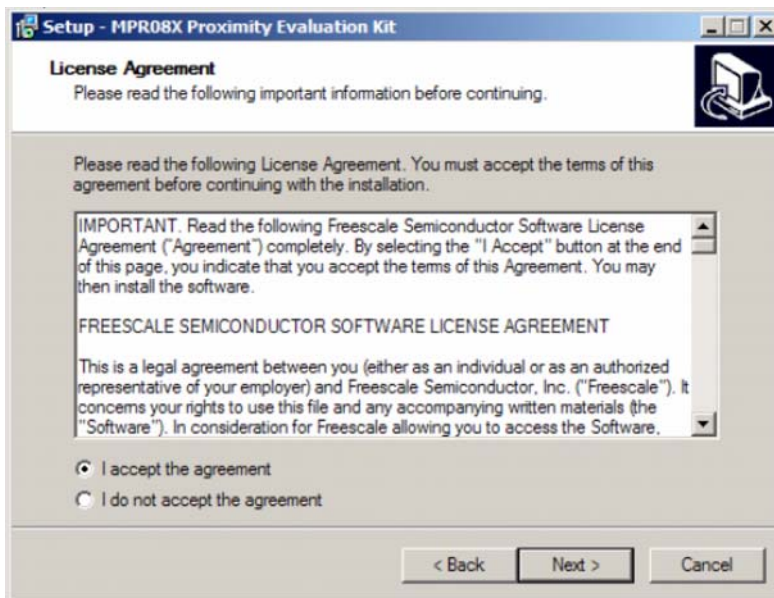 Setup - MPR08X Proximity Evaluation Kit
License Agreement
Please read the following important information before continuing.
Please read the following License Agreement. You must accept the terms of this
agreement before continuing with the installation.
IMPORTANT. Read the following Freescale Semiconductor Software License
Agreement ("Agreement") completely. By selecting the "I Accept" button at the end
of this page, you indicate that you accept the terms of this Agreement. You may
then install the software.
FREESCALE SEMICONDUCTOR SOFTWARE LICENSE AGREEMENT
This is a legal agreement between you (either as an individual or as an authorized
representative of your employer) and Freescale Semiconductor, Inc. ("Freescale"). It
concerns your rights to use this file and any accompanying written materials (the
"Software"). In consideration for Freescale allowing you to access the Software,
I accept the agreement
I do not accept the agreement
< Back
Next >
Cancel